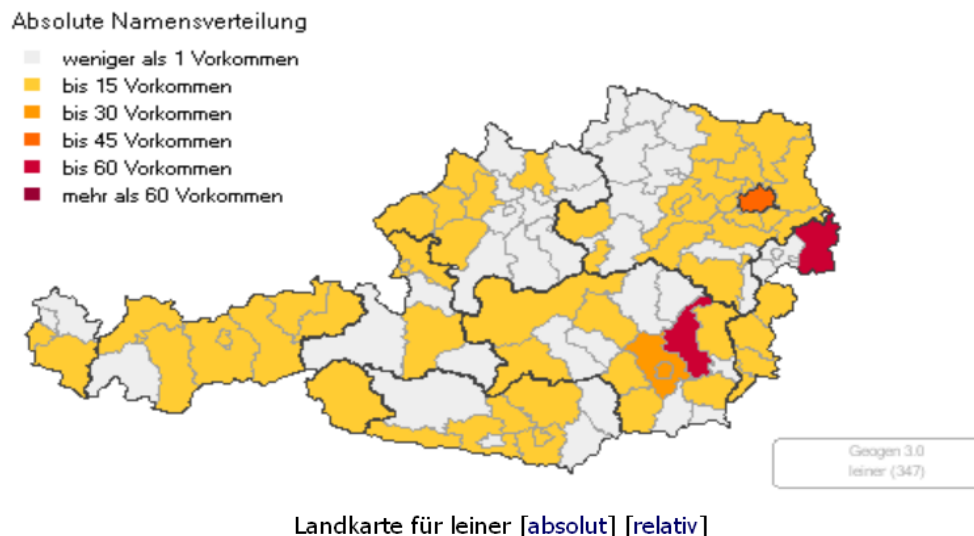 Absolute Namensverteilung
weniger als 1 Vorkommen
bis 15 Vorkommen
bis 30 Vorkommen
bis 45 Vorkommen
bis 60 Vorkommen
mehr als 60 Vorkommen
Geogen 3.0
leiner (347)
Landkarte für leiner [absolut] [relativ]